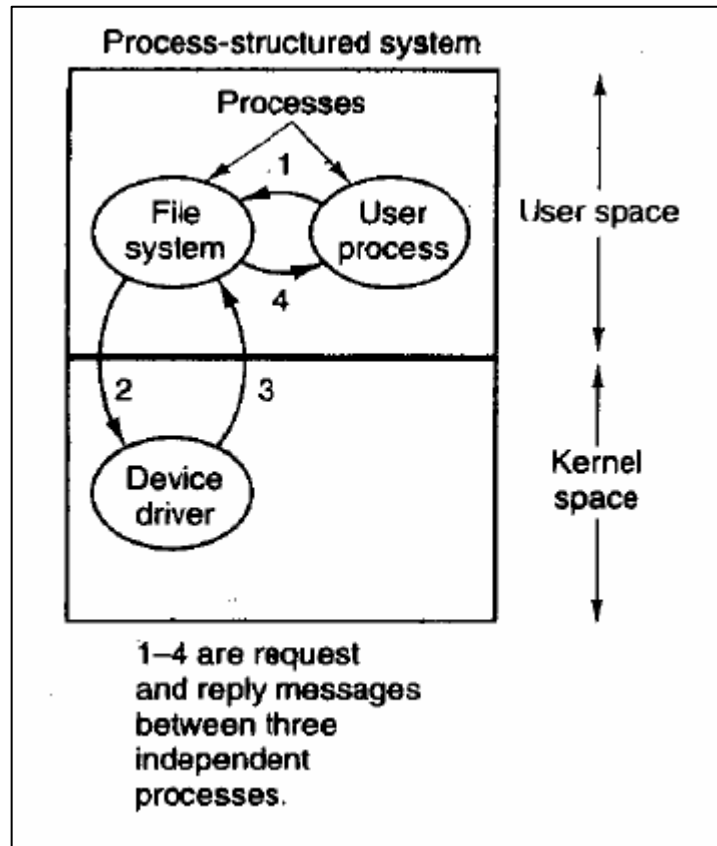 Process-structured system
Processes
1
File
system
User
process
4
User space
2
3
Device
driver
Kernel
space
1–4 are request
and reply messages
between three
independent
processes.